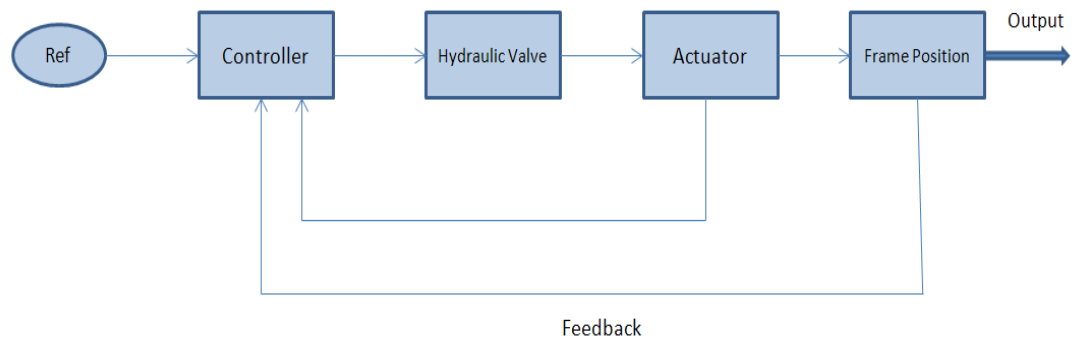 Output
Ref
Controller
Hydraulic Valve
Actuator
Frame Position
Feedback